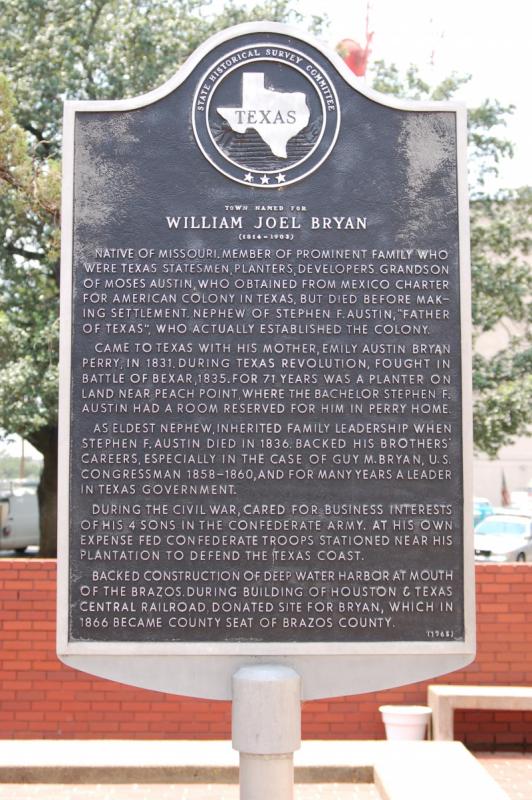 STATE HISTORICAL SURVEY COMMITTEE
TEXAS
TOWN NAMED FOR
WILLIAM JOEL BRYAN
(1814-1903)
NATIVE OF MISSOURI. MEMBER OF PROMINENT FAMILY WHO
WERE TEXAS STATESMEN, PLANTERS, DEVELOPERS. GRANDSON
OF MOSES AUSTIN, WHO OBTAINED FROM MEXICO CHARTER
FOR AMERICAN COLONY IN TEXAS, BUT DIED BEFORE MAK-
ING SETTLEMENT. NEPHEW OF STEPHEN F. AUSTIN, "FATHER
OF TEXAS", WHO ACTUALLY ESTABLISHED THE COLONY.
CAME TO TEXAS WITH HIS MOTHER, EMILY AUSTIN BRYAN
PERRY, IN 1831. DURING TEXAS REVOLUTION, FOUGHT IN
BATTLE OF BEXAR, 1835. FOR 71 YEARS WAS A PLANTER ON
LAND NEAR PEACH POINT, WHERE THE BACHELOR STEPHEN F.
AUSTIN HAD A ROOM RESERVED FOR HIM IN PERRY HOME.
AS ELDEST NEPHEW, INHERITED FAMILY LEADERSHIP WHEN
STEPHEN F. AUSTIN DIED IN 1836. BACKED HIS BROTHERS'
CAREERS, ESPECIALLY IN THE CASE OF GUY M. BRYAN, U.S.
CONGRESSMAN 1858-1860, AND FOR MANY YEARS A LEADER
IN TEXAS GOVERNMENT.
DURING THE CIVIL WAR, CARED FOR BUSINESS INTERESTS
OF HIS 4 SONS IN THE CONFEDERATE ARMY. AT HIS OWN
EXPENSE FED CONFEDERATE TROOPS STATIONED NEAR HIS
PLANTATION TO DEFEND THE TEXAS COAST.
BACKED CONSTRUCTION OF DEEP WATER HARBOR AT MOUTH
OF THE BRAZOS. DURING BUILDING OF HOUSTON & TEXAS
CENTRAL RAILROAD, DONATED SITE FOR BRYAN, WHICH IN
1866 BECAME COUNTY SEAT OF BRAZOS COUNTY.
(1968)